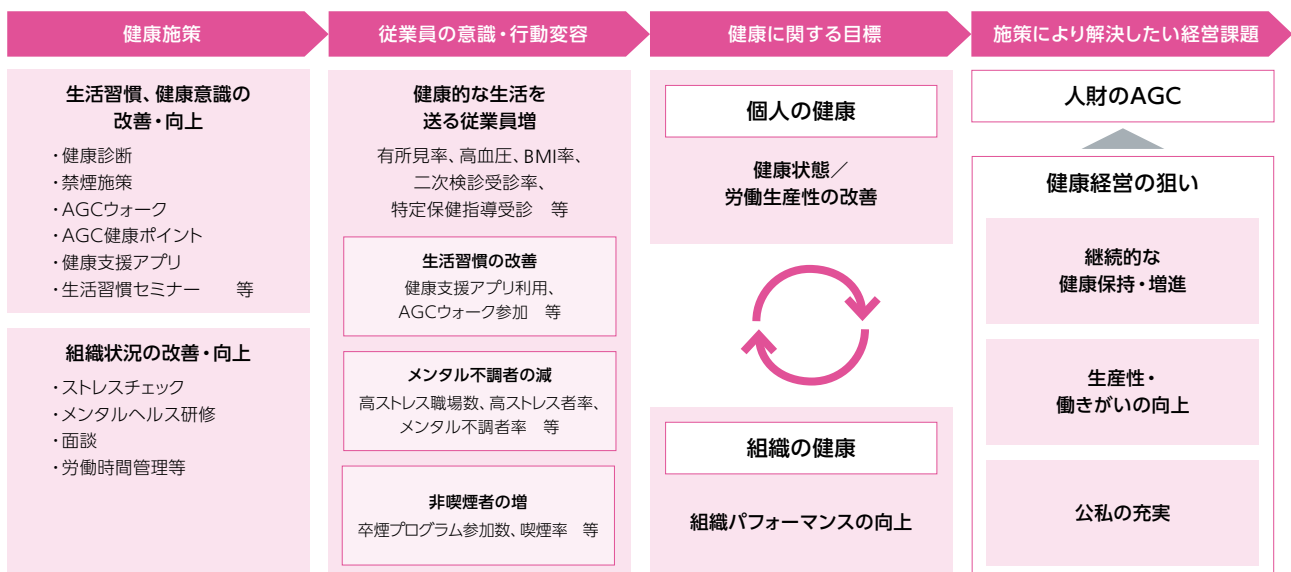 健康施策
従業員の意識・行動変容
健康に関する目標
施策により解決したい経営課題
生活習慣、健康意識の
改善・向上
・健康診断
・禁煙施策
・AGCウォーク
・AGC健康ポイント
・健康支援アプリ
・生活習慣セミナー　等
組織状況の改善・向上
・ストレスチェック
・メンタルヘルス研修
・面談
・労働時間管理等
健康的な生活を
送る従業員増
有所見率、高血圧、BMI率、
二次検診受診率、
特定保健指導受診　等
生活習慣の改善
健康支援アプリ利用、
AGCウォーク参加　等
メンタル不調者の減
高ストレス職場数、高ストレス者率、
メンタル不調者率　等
非喫煙者の増
卒煙プログラム参加数、喫煙率　等
個人の健康
健康状態／
労働生産性の改善
組織の健康
組織パフォーマンスの向上
人財のAGC
健康経営の狙い
継続的な
健康保持・増進
生産性・
働きがいの向上
公私の充実